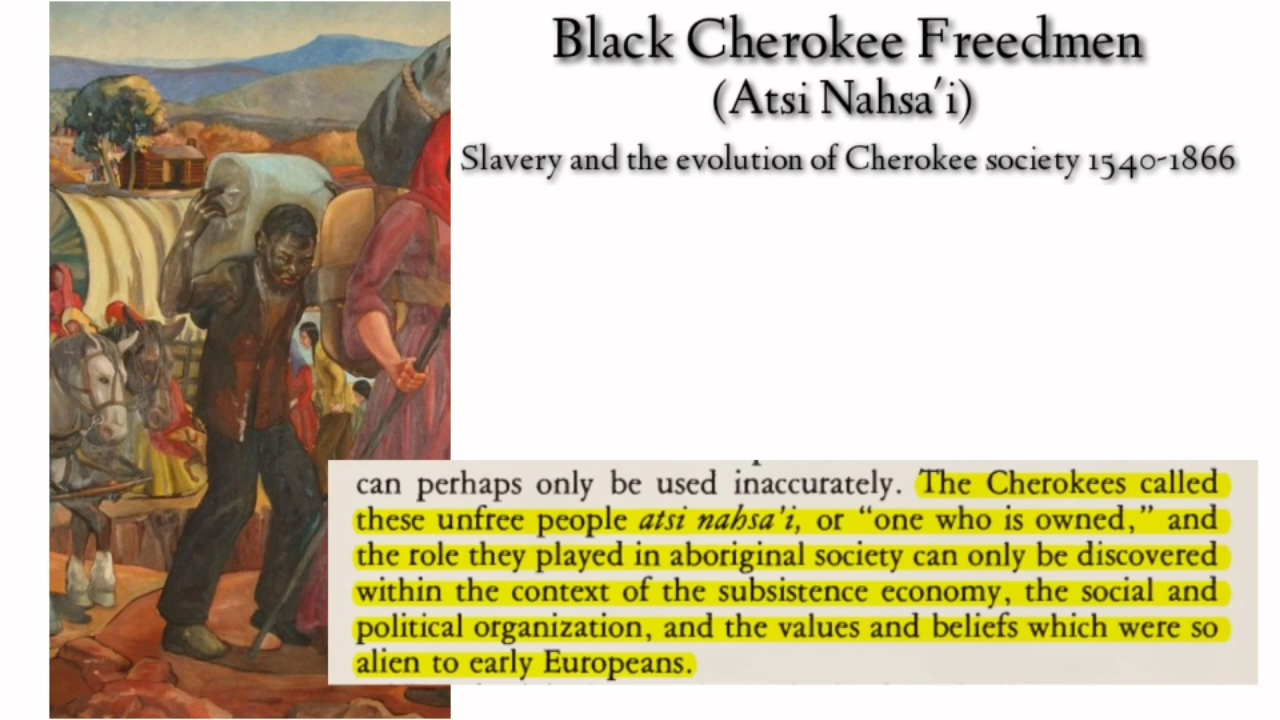 Black Cherokee Freedmen
(Atsi Nahsa'i)
Slavery and the evolution of Cherokee society 1540-1866
can perhaps only be used inaccurately. The Cherokees called
these unfree people atsi nahsa'i, or “one who is owned,” and
the role they played in aboriginal society can only be discovered
within the context of the subsistence economy, the social and
political organization, and the values and beliefs which were so
alien to early Europeans.